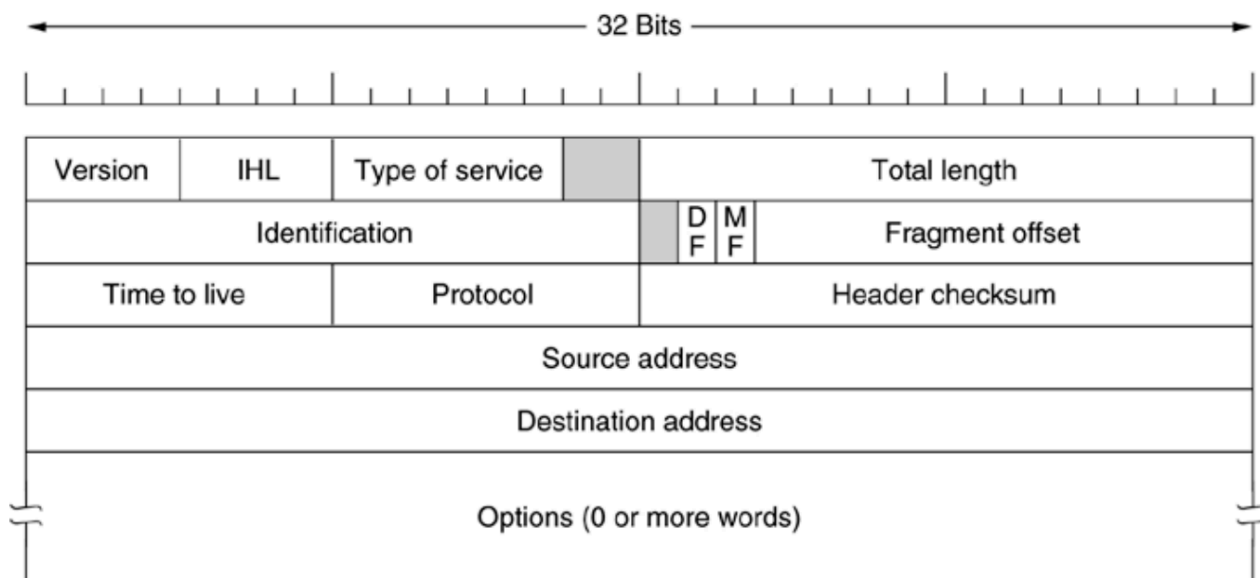 32 Bits
Version IHL Type of service Total length
Identification D F M F Fragment offset
Time to live Protocol Header checksum
Source address
Destination address
Options (0 or more words)